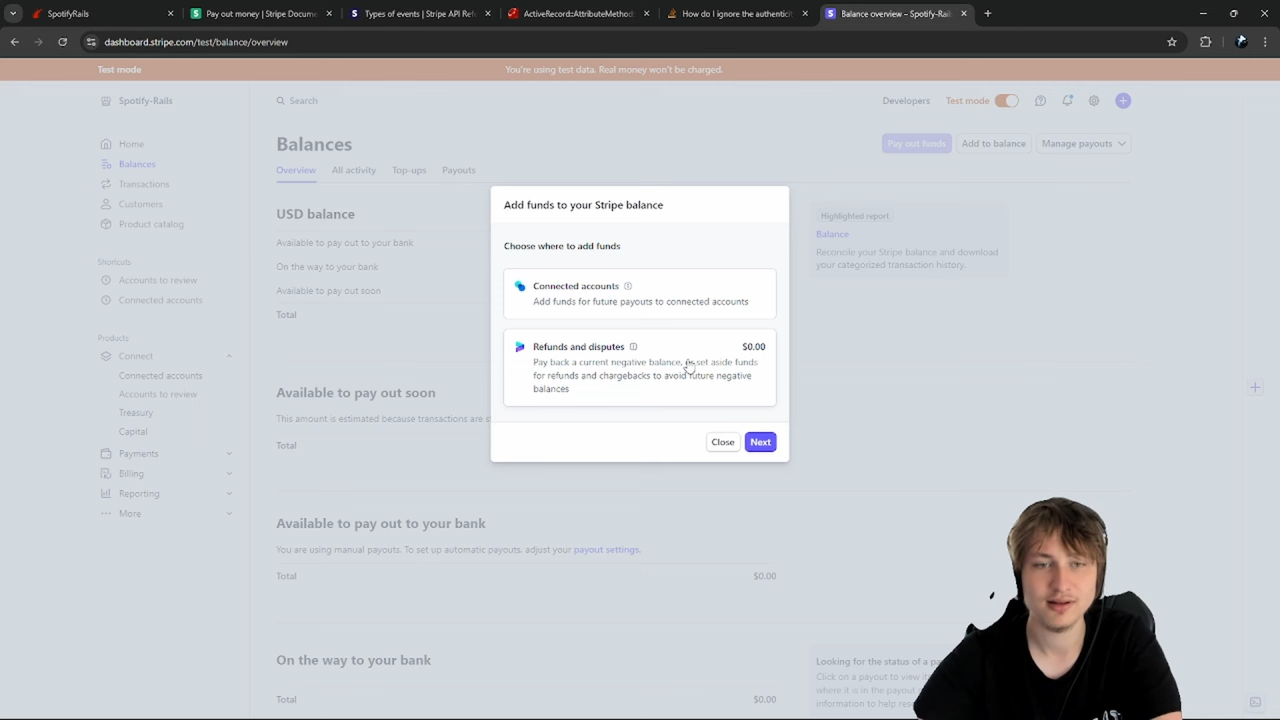 SpotifyRails
Pay out money | Stripe Docume
Types of events | Stripe API Ref
ActiveRecord::AttributeMethod
How do I ignore the authenticit
Balance overview – Spotify-Rail
dashboard.stripe.com/test/balance/overview
Test mode
You're using test data. Real money won't be charged.
Spotify-Rails
Search
Developers
Test mode
Home
Balances
Transactions
Customers
Product catalog
Shortcuts
Accounts to review
Connected accounts
Products
Connect
Connected accounts
Accounts to review
Treasury
Capital
Payments
Billing
Reporting
More
Balances
Pay out funds
Add to balance
Manage payouts
Overview
All activity
Top-ups
Payouts
USD balance
Available to pay out to your bank
On the way to your bank
Available to pay out soon
Total
Highlighted report
Balance
Reconcile your Stripe balance and download
your categorized transaction history.
Add funds to your Stripe balance
Choose where to add funds
Connected accounts
Add funds for future payouts to connected accounts
Refunds and disputes
$0.00
Pay back a current negative balance, or set aside funds
for refunds and chargebacks to avoid future negative
balances
Close
Next
Available to pay out soon
This amount is estimated because transactions are st
Total
Available to pay out to your bank
You are using manual payouts. To set up automatic payouts, adjust your payout settings.
Total
$0.00
On the way to your bank
Total
$0.00
Looking for the status of a pa
Click on a payout to view it
where it is in the payout
information to help res